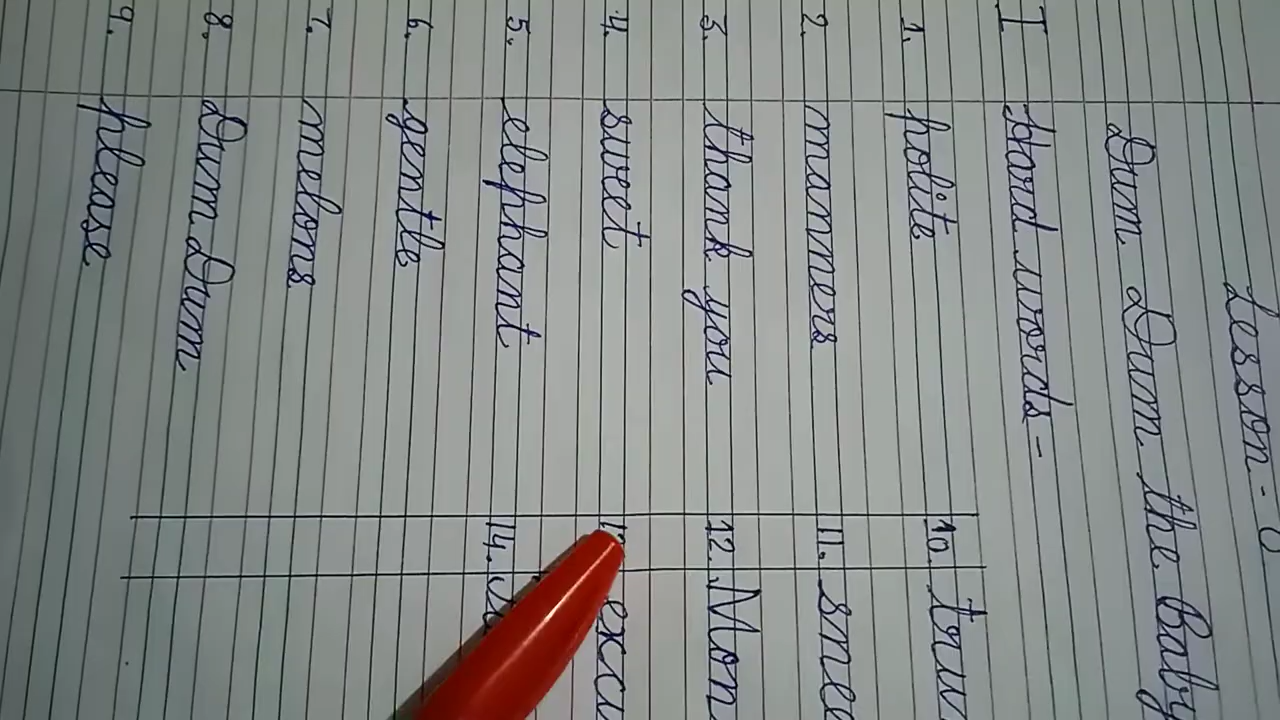 Lesson-
Dum Dum the Baby
I Hard words-
1. polite
2. manners
3. thank you
4. sweet
5. elephant
6. gentle
7. melons
8. Dum Dum
9. please
10.
11.
12.
14.